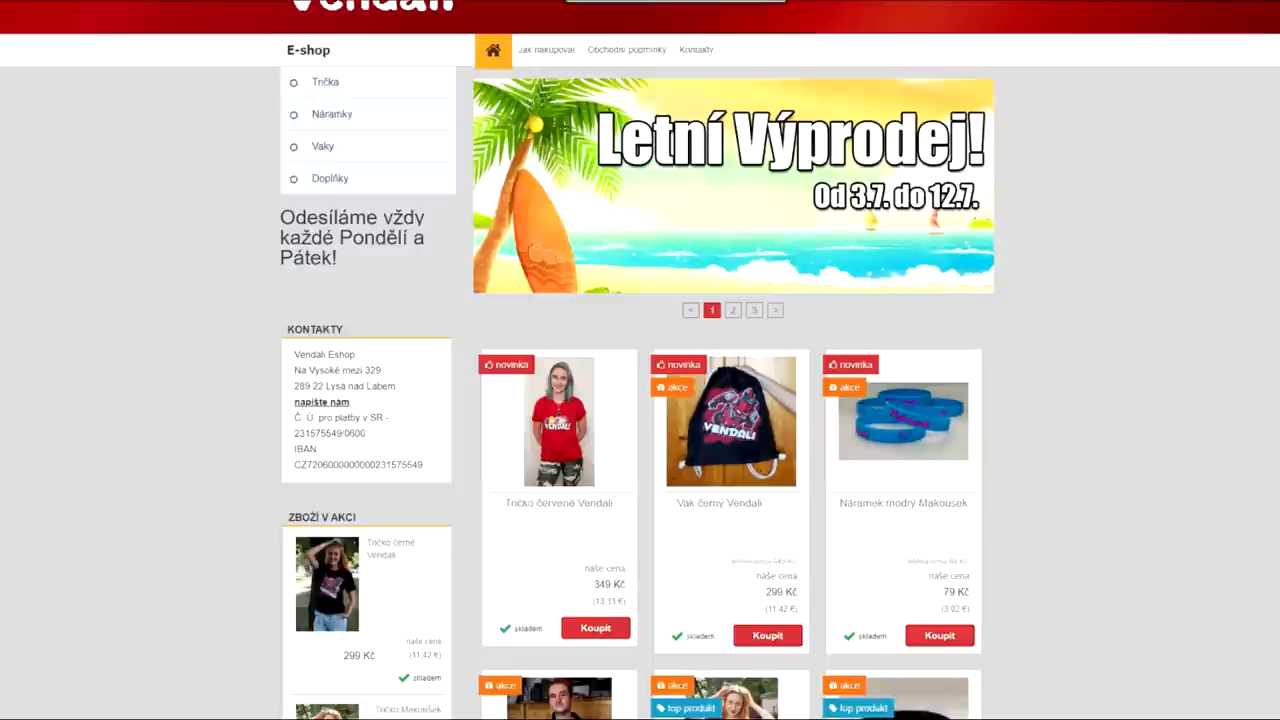 Vendali
E-shop
Jak nakupovat
Obchodní podmínky
Kontakty
Trička
Náramky
Vaky
Doplňky
Letní Výprodej!
Od 3.7. do 12.7.
Odesíláme vždy
každé Pondělí a
Pátek!
< 1 2 3 >
KONTAKTY
Vendali Eshop
Na Vysoké mezi 329
289 22 Lysá nad Labem
napište nám
Č Ú pro platby v SR -
231575549/0600
IBAN
CZ7206000000000231575549
ZBOŽÍ V AKCI
Tričko černé
Vendali
naše cena
299 Kč
(11.42 €)
skladem
Tričko Makousek
novinka
VENDALI
Tričko červené Vendali
naše cena
349 Kč
(13.33 €)
skladem
Koupit
novinka
akce
VENDALI
Vak černý Vendali
naše cena
299 Kč
(11.42 €)
skladem
Koupit
novinka
akce
Náramek modrý Makousek
naše cena
79 Kč
(3.02 €)
skladem
Koupit
akce
akce
top produkt
akce
top produkt